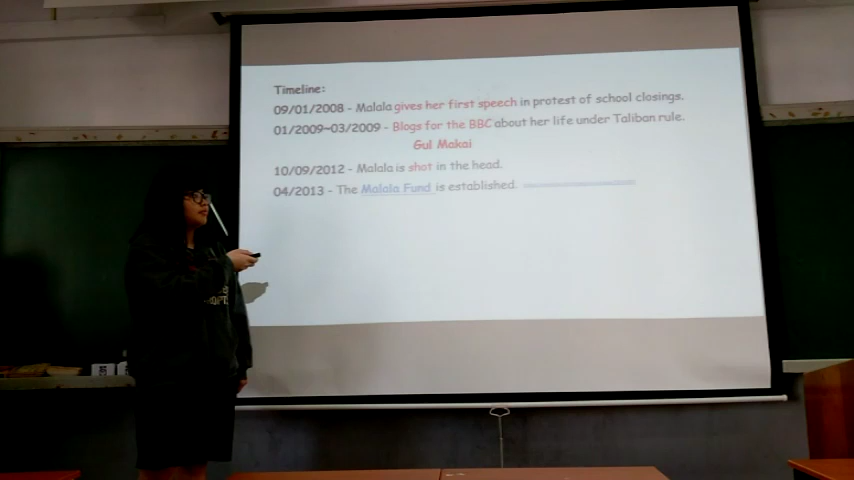 Timeline:
09/01/2008 - Malala gives her first speech in protest of school closings.
01/2009~03/2009 - Blogs for the BBC about her life under Taliban rule.
Gul Makai
10/09/2012 - Malala is shot in the head.
04/2013 - The Malala Fund is established.